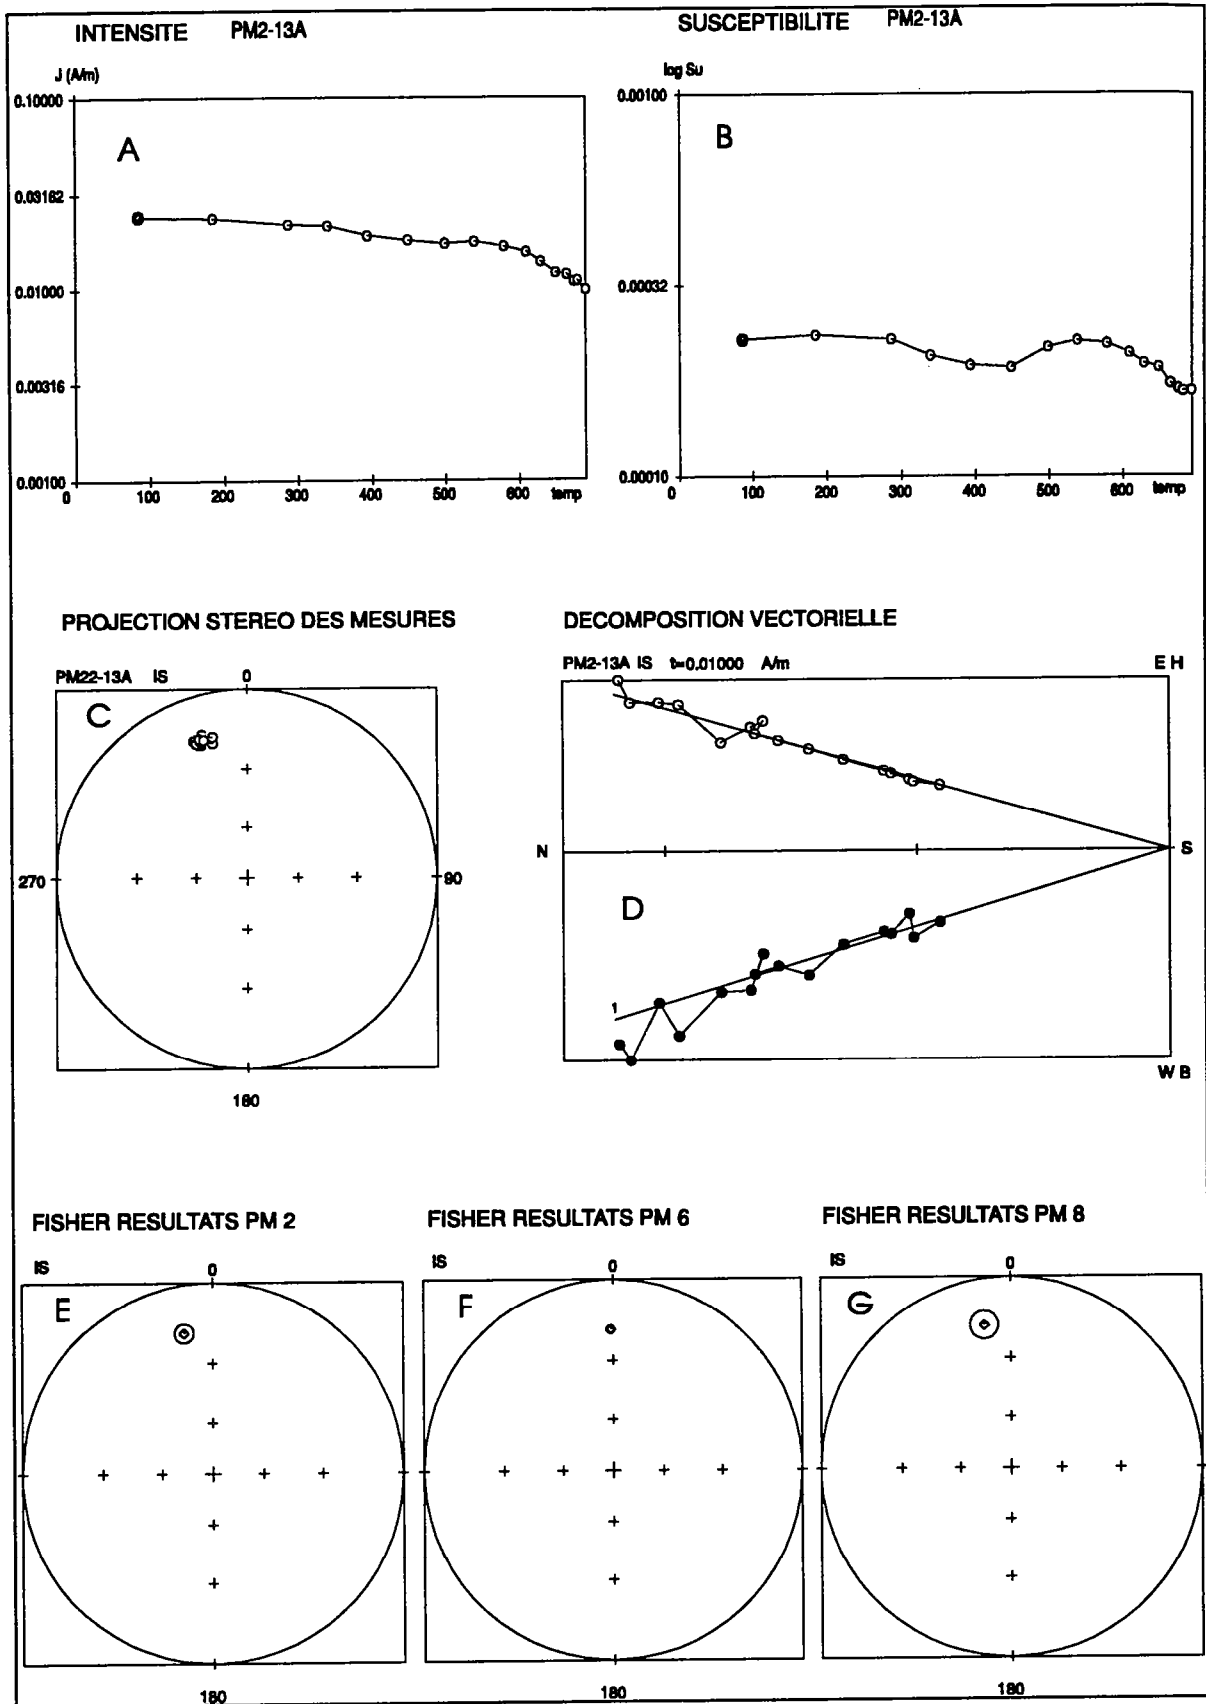 INTENSITE PM2-13A
J (A/m)
0.10000
A
0.03162
0.01000
0.00316
0.00100
0 100 200 300 400 500 600 temp
SUSCEPTIBILITE PM2-13A
log Su
0.00100
B
0.00032
0.00010
0 100 200 300 400 500 600 temp
PROJECTION STEREO DES MESURES
PM22-13A IS 0
C
270 90
180
DECOMPOSITION VECTORIELLE
PM2-13A IS t=0.01000 A/m E H
N S
D
1
W B
FISHER RESULTATS PM 2
IS 0
E
180
FISHER RESULTATS PM 6
IS 0
F
180
FISHER RESULTATS PM 8
IS 0
G
180